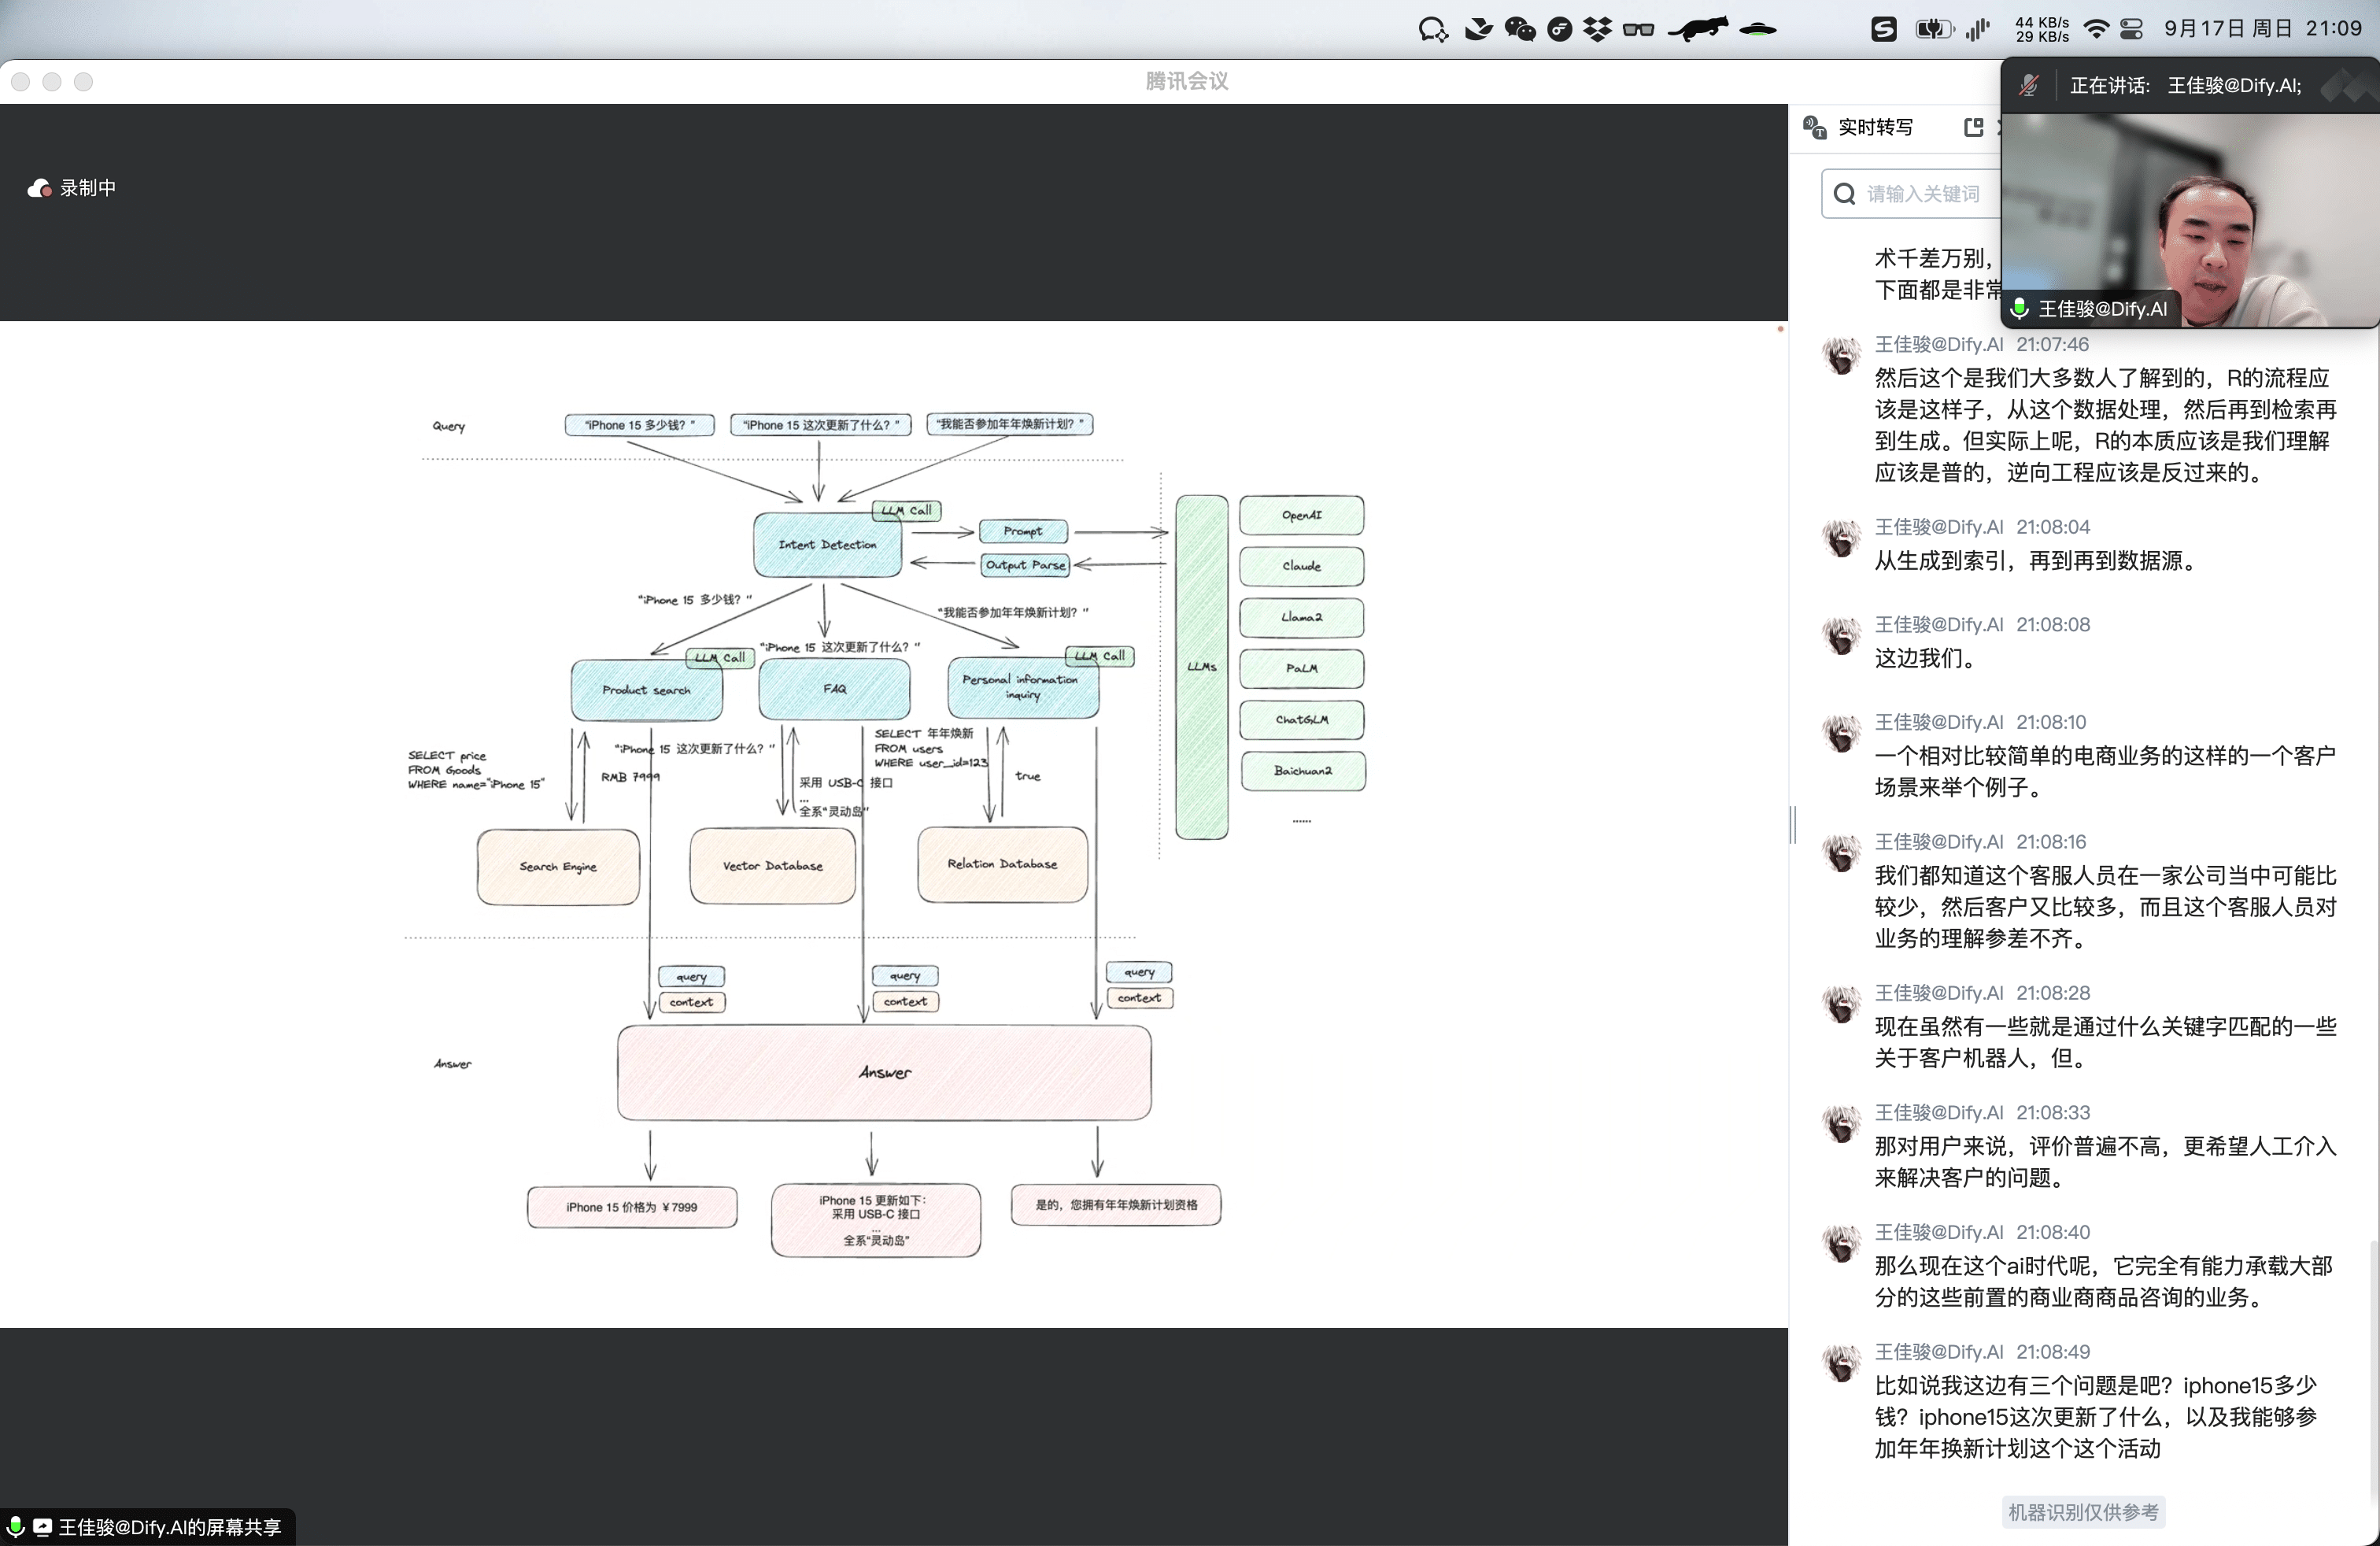 44 KB/s
29 KB/s
9月17日 周日 21:09
腾讯会议
正在讲话: 王佳骏@Dify.AI;
王佳骏@Dify.AI
录制中
Query
“iPhone 15 多少钱？”
“iPhone 15 这次更新了什么？”
“我能否参加年年焕新计划？”
LLM Call
Intent Detection
Prompt
Output Parse
LLMs
OpenAI
Claude
Llama2
PaLM
ChatGLM
Baichuan2
......
“iPhone 15 多少钱？”
“iPhone 15 这次更新了什么？”
“我能否参加年年焕新计划？”
LLM Call
Product search
FAQ
LLM Call
Personal information
inquiry
SELECT price
FROM Goods
WHERE name="iPhone 15"
RMB 7999
“iPhone 15 这次更新了什么？”
采用 USB-C 接口
...
全系“灵动岛”
SELECT 年年焕新
FROM users
WHERE user_id=123
true
Search Engine
Vector Database
Relation Database
query
context
query
context
query
context
Answer
Answer
iPhone 15 价格为 ￥7999
iPhone 15 更新如下：
采用 USB-C 接口
...
全系“灵动岛”
是的，您拥有年年焕新计划资格
王佳骏@Dify.AI的屏幕共享
实时转写
请输入关键词
术千差万别，
下面都是非常
王佳骏@Dify.AI 21:07:46
然后这个是我们大多数人了解到的，R的流程应
该是这样子，从这个数据处理，然后再到检索再
到生成。但实际上呢，R的本质应该是我们理解
应该是普的，逆向工程应该是反过来的。
王佳骏@Dify.AI 21:08:04
从生成到索引，再到再到数据源。
王佳骏@Dify.AI 21:08:08
这边我们。
王佳骏@Dify.AI 21:08:10
一个相对比较简单的电商业务的这样的一个客户
场景来举个例子。
王佳骏@Dify.AI 21:08:16
我们都知道这个客服人员在一家公司当中可能比
较少，然后客户又比较多，而且这个客服人员对
业务的理解参差不齐。
王佳骏@Dify.AI 21:08:28
现在虽然有一些就是通过什么关键字匹配的一些
关于客户机器人，但。
王佳骏@Dify.AI 21:08:33
那对用户来说，评价普遍不高，更希望人工介入
来解决客户的问题。
王佳骏@Dify.AI 21:08:40
那么现在这个ai时代呢，它完全有能力承载大部
分的这些前置的商业商商品咨询的业务。
王佳骏@Dify.AI 21:08:49
比如说我这边有三个问题是吧？iphone15多少
钱？iphone15这次更新了什么，以及我能够参
加年年换新计划这个这个活动
机器识别仅供参考